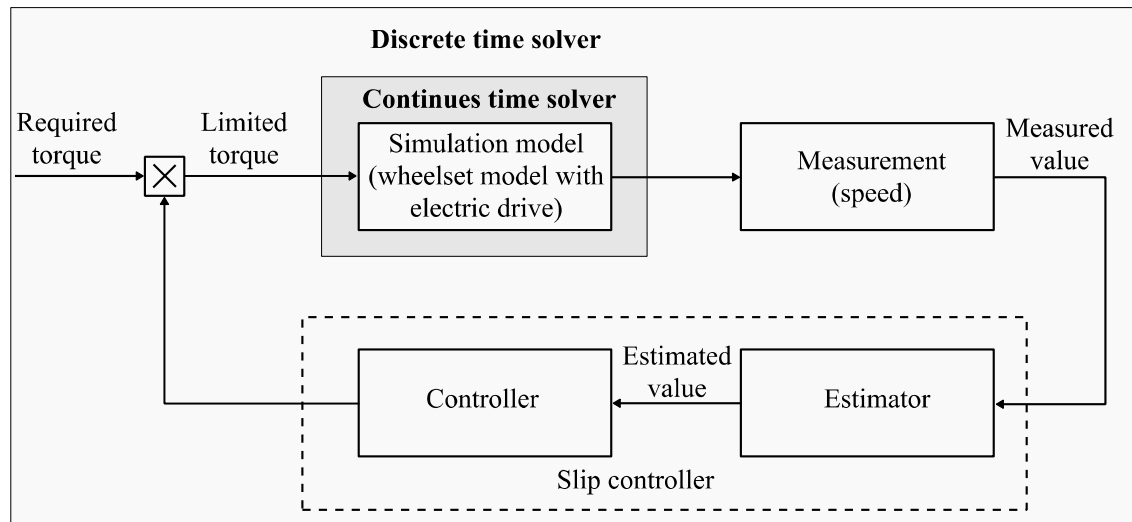 Discrete time solver
Continues time solver
Required
torque
Limited
torque
Simulation model
(wheelset model with
electric drive)
Measurement
(speed)
Measured
value
Controller
Estimated
value
Estimator
Slip controller